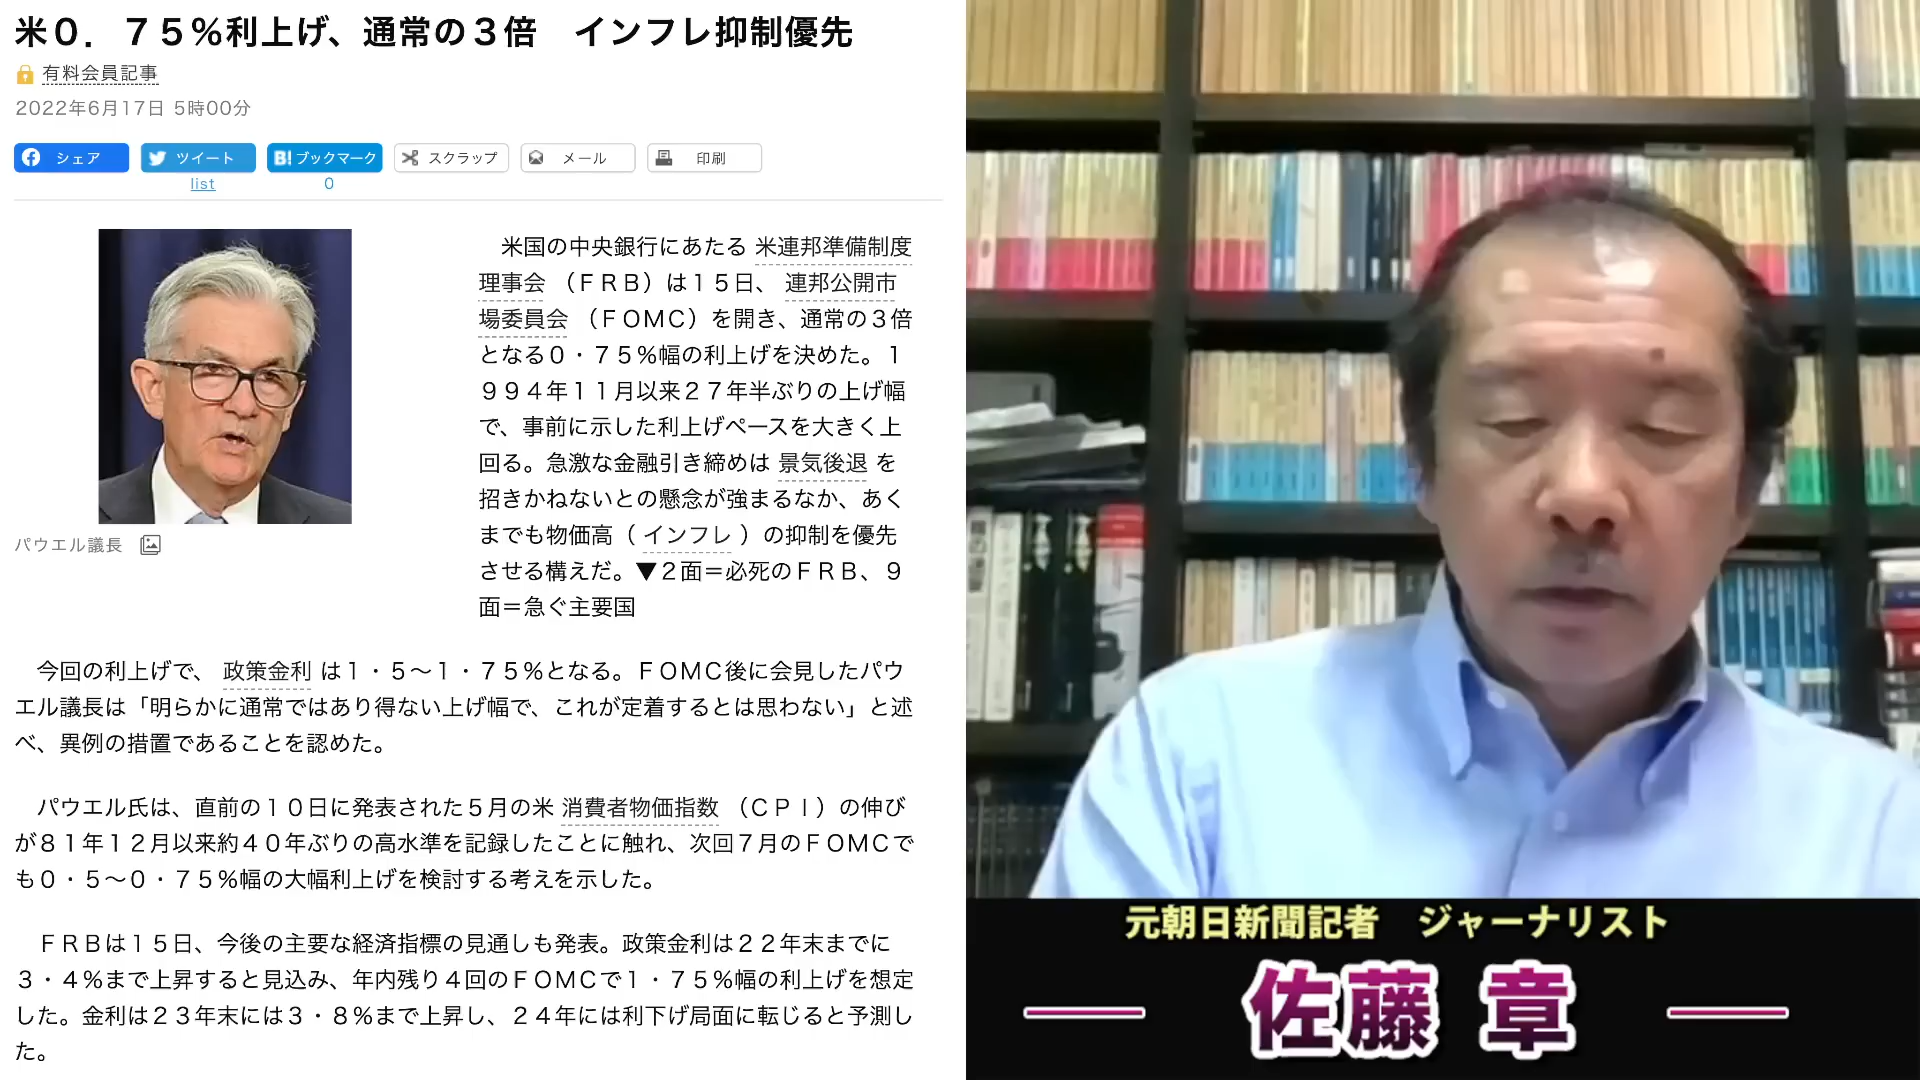 米０．７５％利上げ、通常の３倍　インフレ抑制優先
有料会員記事
2022年6月17日 5時00分
シェア
ツイート
B! ブックマーク
スクラップ
メール
印刷
list
0
米国の中央銀行にあたる 米連邦準備制度
理事会 （ＦＲＢ）は１５日、 連邦公開市
場委員会 （ＦＯＭＣ）を開き、通常の３倍
となる０・７５％幅の利上げを決めた。１
９９４年１１月以来２７年半ぶりの上げ幅
で、事前に示した利上げペースを大きく上
回る。急激な金融引き締めは 景気後退 を
招きかねないとの懸念が強まるなか、あく
までも物価高（ インフレ ）の抑制を優先
させる構えだ。▼２面＝必死のＦＲＢ、９
面＝急ぐ主要国
パウエル議長
今回の利上げで、 政策金利 は１・５～１・７５％となる。ＦＯＭＣ後に会見したパウ
エル議長は「明らかに通常ではあり得ない上げ幅で、これが定着するとは思わない」と述
べ、異例の措置であることを認めた。
パウエル氏は、直前の１０日に発表された５月の米 消費者物価指数 （ＣＰＩ）の伸び
が８１年１２月以来約４０年ぶりの高水準を記録したことに触れ、次回７月のＦＯＭＣで
も０・５～０・７５％幅の大幅利上げを検討する考えを示した。
ＦＲＢは１５日、今後の主要な経済指標の見通しも発表。政策金利は２２年末までに
３・４％まで上昇すると見込み、年内残り４回のＦＯＭＣで１・７５％幅の利上げを想定
した。金利は２３年末には３・８％まで上昇し、２４年には利下げ局面に転じると予測し
た。
元朝日新聞記者　ジャーナリスト
佐藤 章